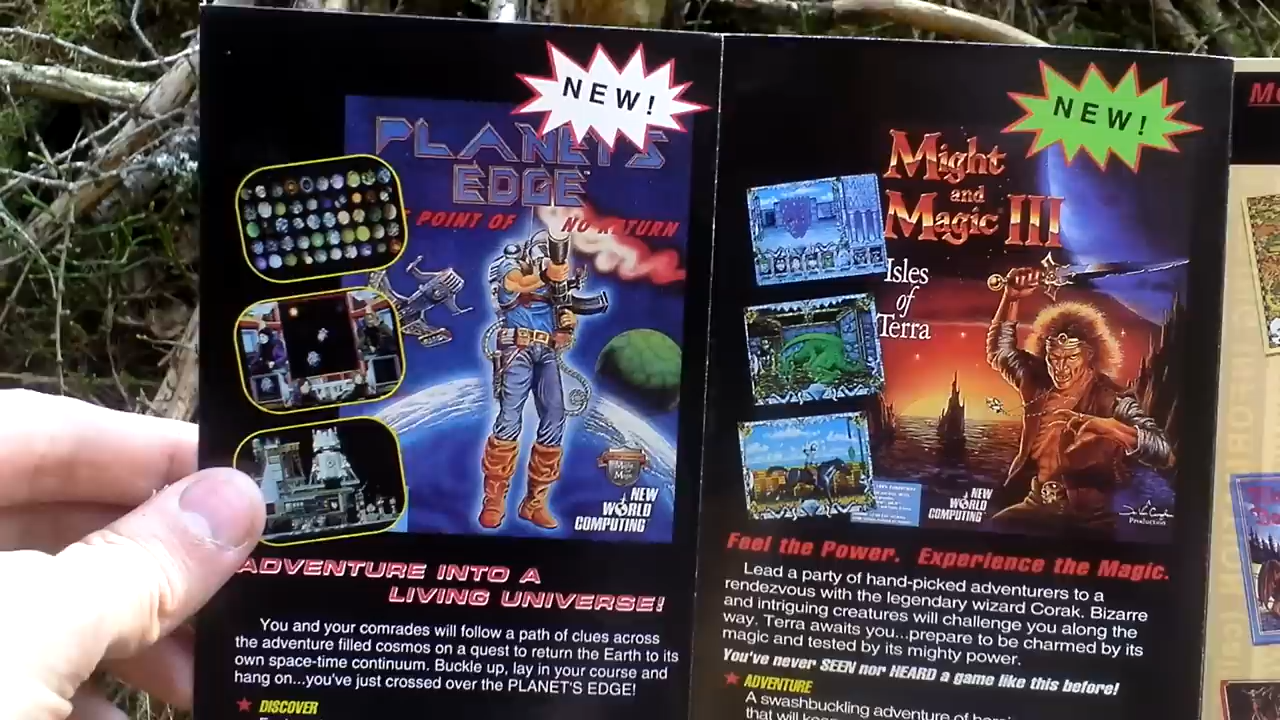 NEW!
PLANET'S
EDGE™
POINT OF NO RETURN
NEW
WORLD
COMPUTING
ADVENTURE INTO A
LIVING UNIVERSE!
You and your comrades will follow a path of clues across
the adventure filled cosmos on a quest to return the Earth to its
own space-time continuum. Buckle up, lay in your course and
hang on...you've just crossed over the PLANET'S EDGE!
★ DISCOVER
NEW!
Might
and
Magic III
Isles
of
Terra
NEW
WORLD
COMPUTING
Production
Feel the Power. Experience the Magic.
Lead a party of hand-picked adventurers to a
rendezvous with the legendary wizard Corak. Bizarre
and intriguing creatures will challenge you along the
way. Terra awaits you...prepare to be charmed by its
magic and tested by its mighty power.
You've never SEEN nor HEARD a game like this before!
★ ADVENTURE
A swashbuckling adventure of
that will